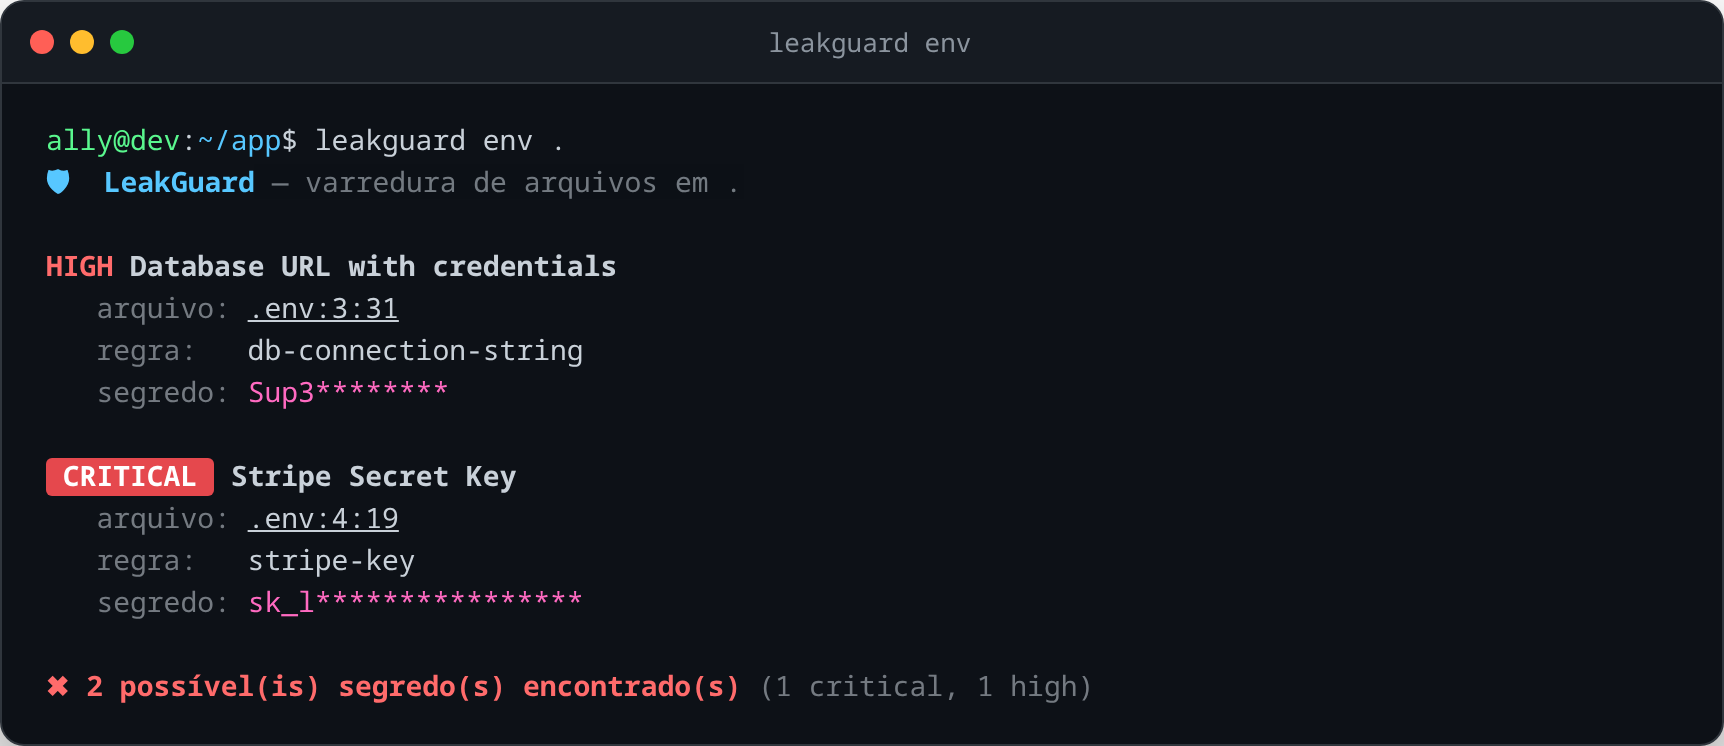 leakguard env
ally@dev:~/app$ leakguard env .
LeakGuard — varredura de arquivos em .
HIGH Database URL with credentials
arquivo: .env:3:31
regra: db-connection-string
segredo: Sup3********
CRITICAL Stripe Secret Key
arquivo: .env:4:19
regra: stripe-key
segredo: sk_l****************
✖ 2 possível(is) segredo(s) encontrado(s) (1 critical, 1 high)